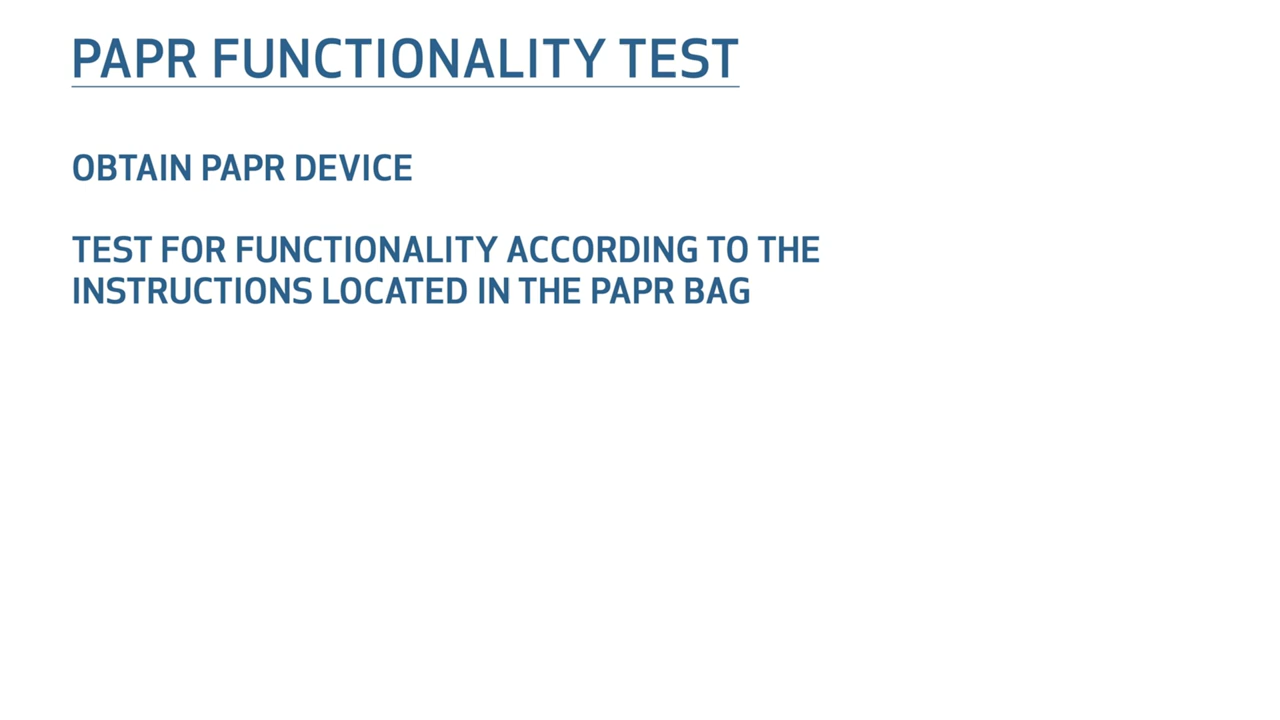 PAPR FUNCTIONALITY TEST
OBTAIN PAPR DEVICE
TEST FOR FUNCTIONALITY ACCORDING TO THE
INSTRUCTIONS LOCATED IN THE PAPR BAG